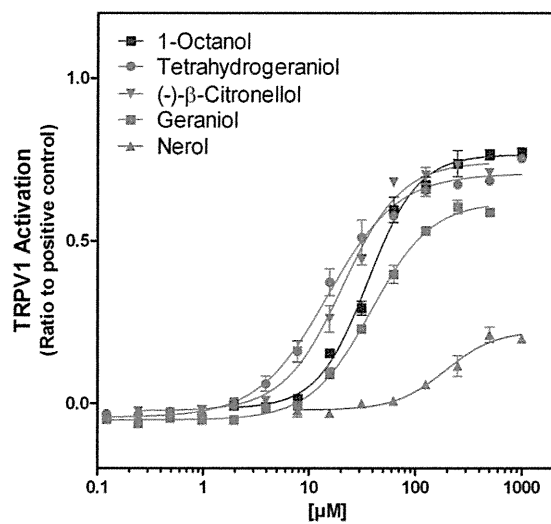 1-Octanol
Tetrahydrogeraniol
(-)-β-Citronellol
Geraniol
Nerol
TRPV1 Activation
(Ratio to positive control)
1.0
0.5
0.0
0.1
1
10
100
1000
[µM]